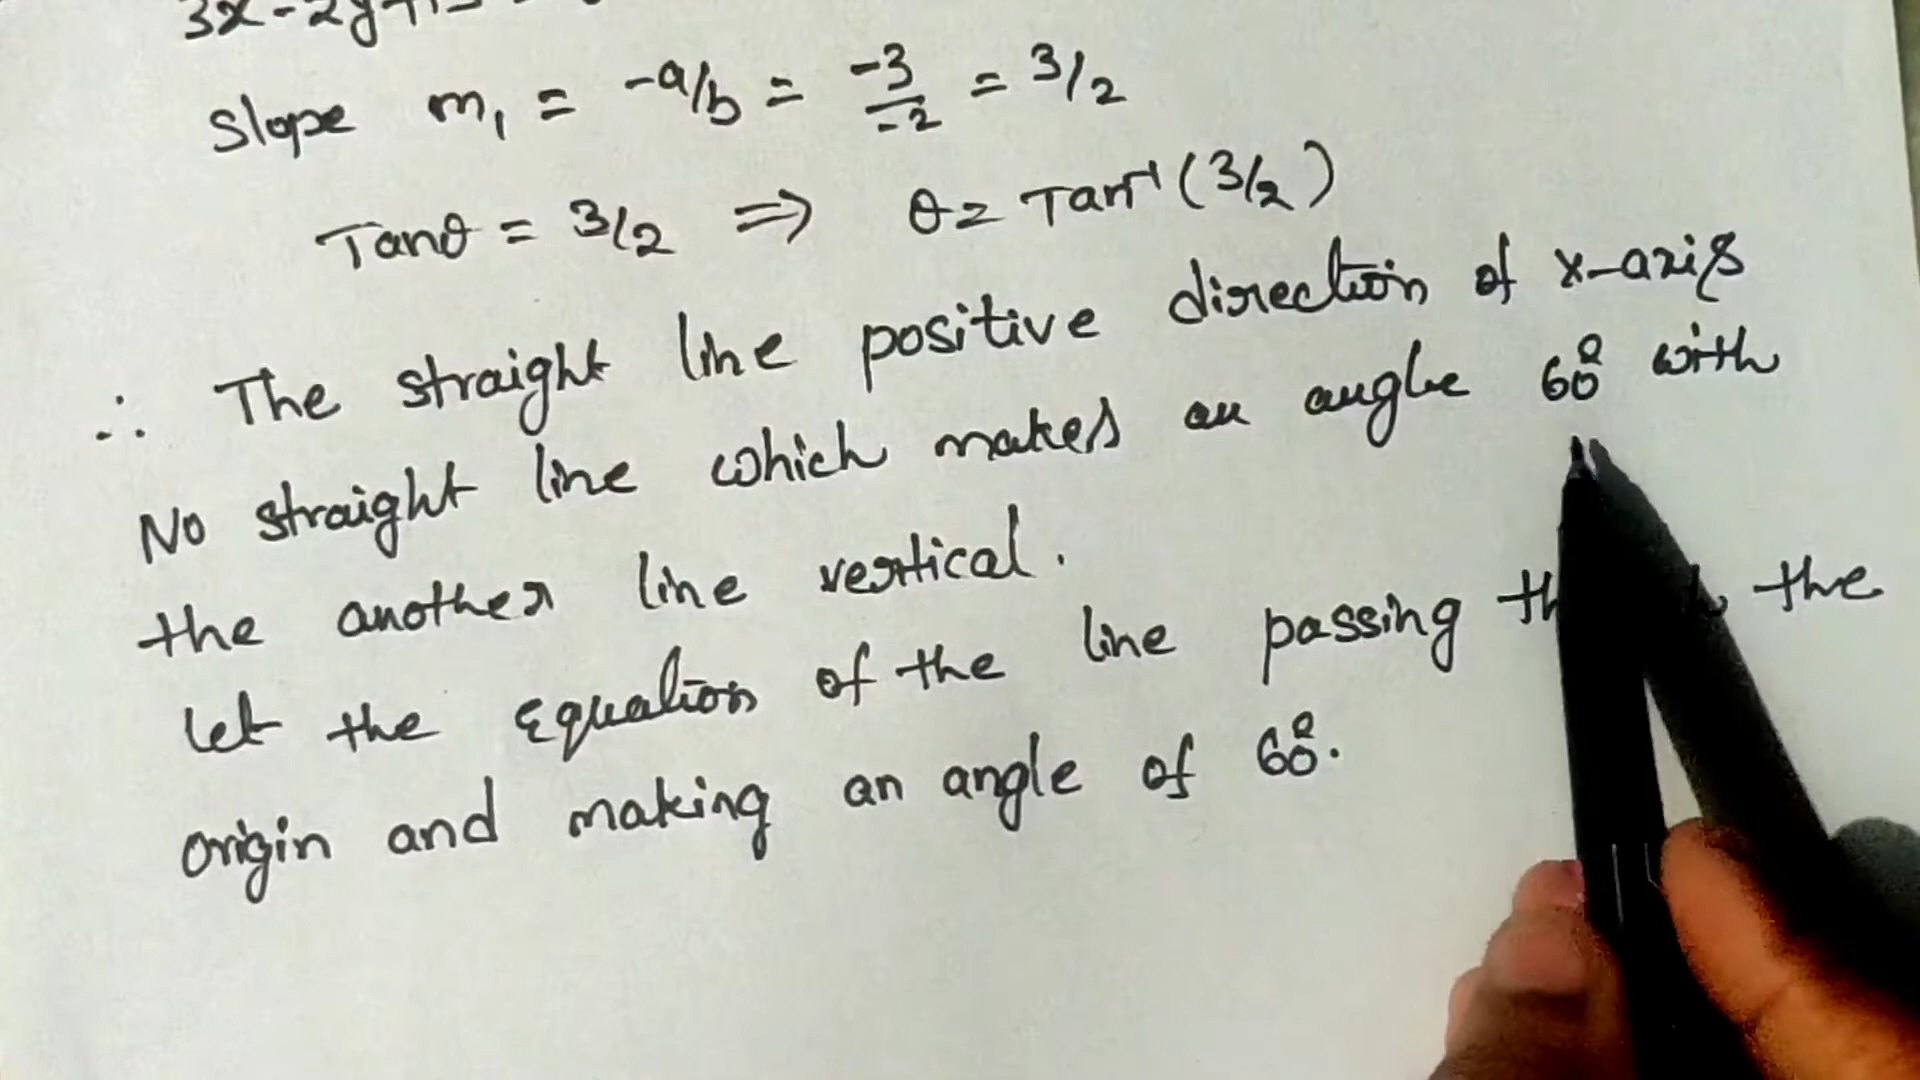 3x-2y+
Slope m₁ = -a/b = -3/-2 = 3/2
Tanθ = 3/2 ⇒ θ = Tan⁻¹(3/2)
∴ The straight line positive direction of x-axis
No straight line which makes an angle 60° with
the another line vertical.
let the Equation of the line passing the
origin and making an angle of 60°.